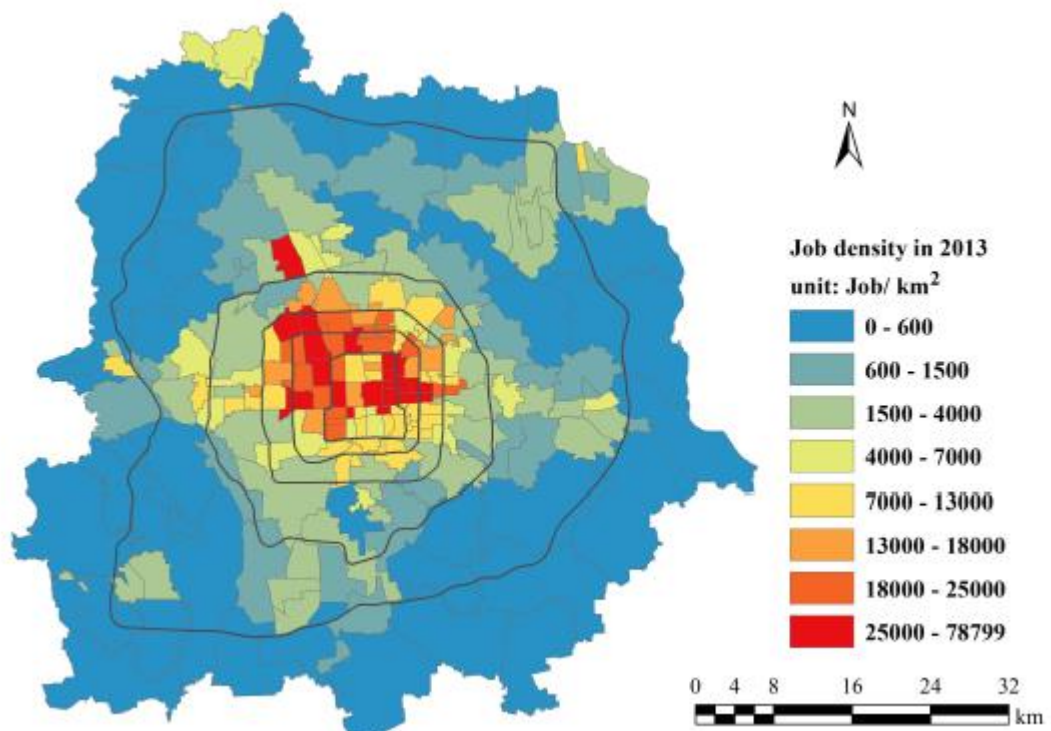 N
Job density in 2013
unit: Job/ km²
0 - 600
600 - 1500
1500 - 4000
4000 - 7000
7000 - 13000
13000 - 18000
18000 - 25000
25000 - 78799
0 4 8 16 24 32
km